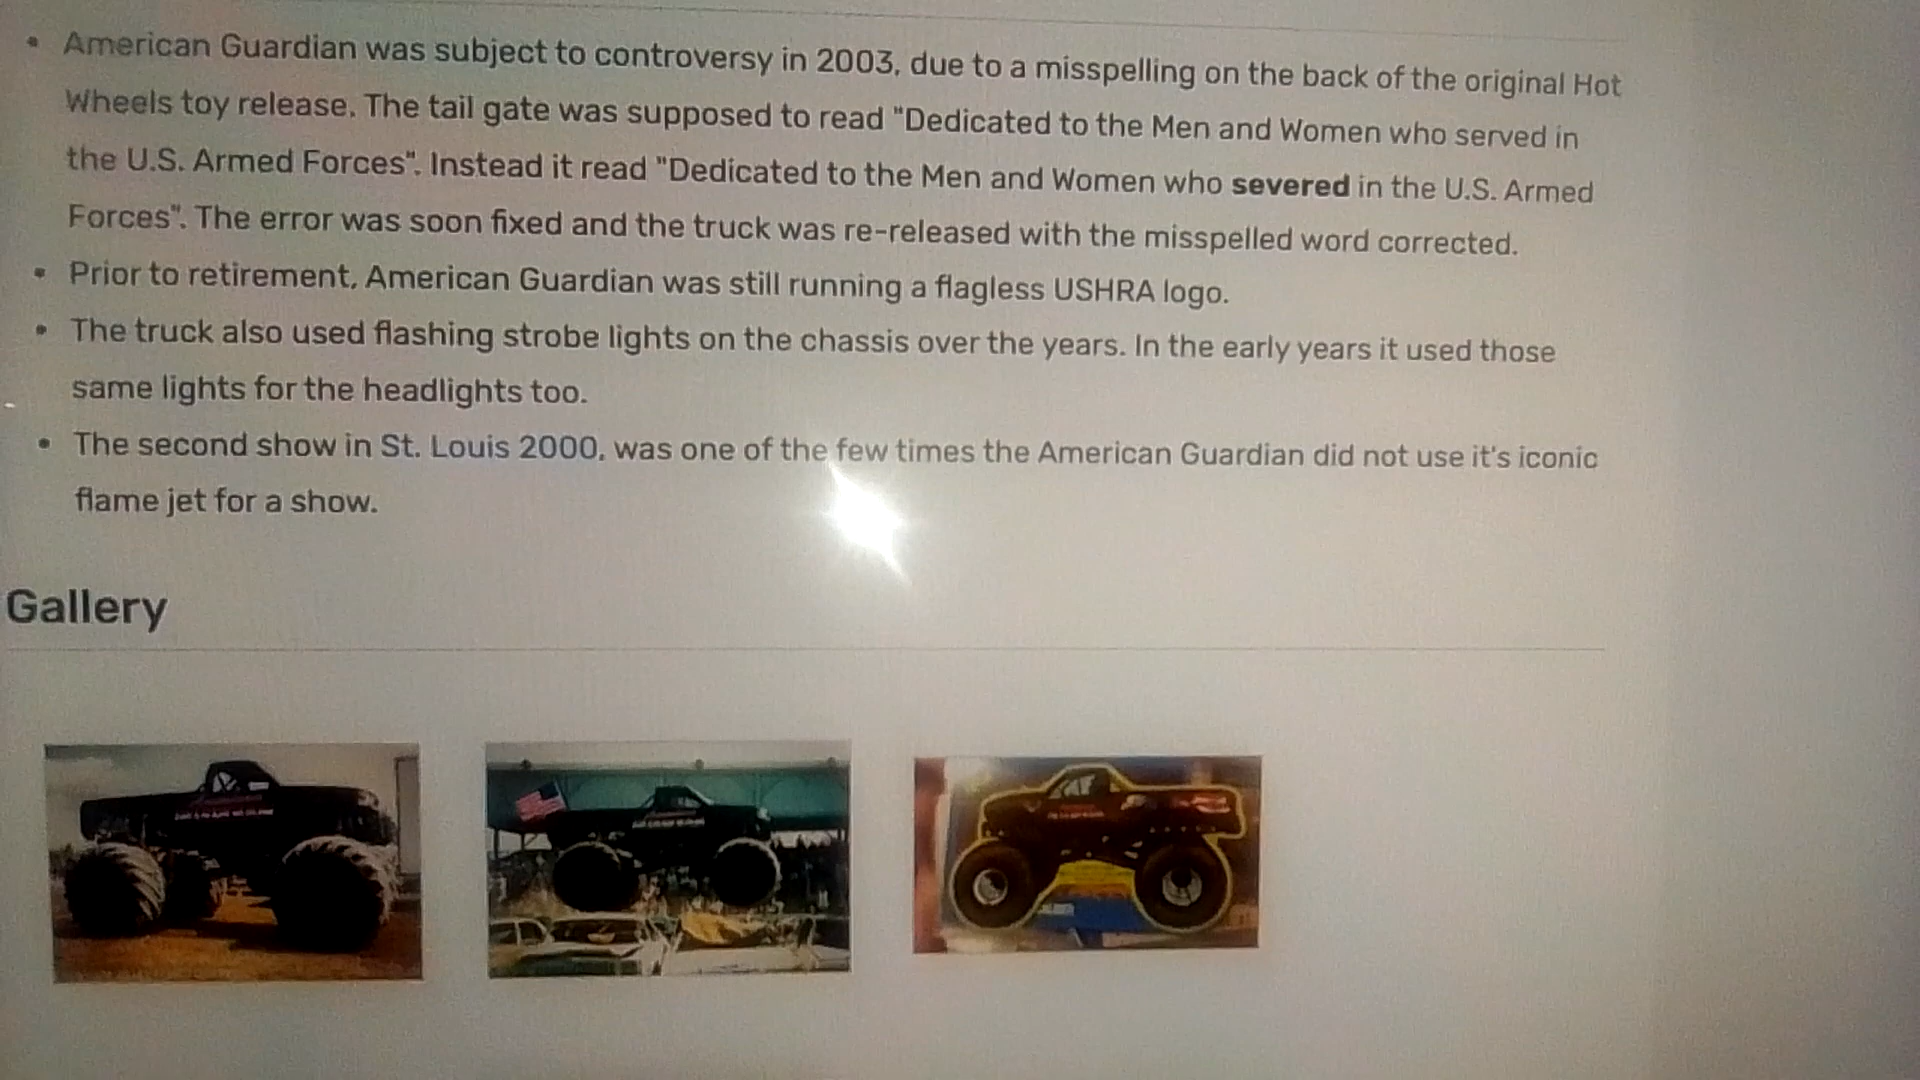 • American Guardian was subject to controversy in 2003, due to a misspelling on the back of the original Hot
Wheels toy release. The tail gate was supposed to read "Dedicated to the Men and Women who served in
the U.S. Armed Forces". Instead it read "Dedicated to the Men and Women who severed in the U.S. Armed
Forces". The error was soon fixed and the truck was re-released with the misspelled word corrected.
• Prior to retirement, American Guardian was still running a flagless USHRA logo.
• The truck also used flashing strobe lights on the chassis over the years. In the early years it used those
same lights for the headlights too.
• The second show in St. Louis 2000, was one of the few times the American Guardian did not use it's iconic
flame jet for a show.
Gallery